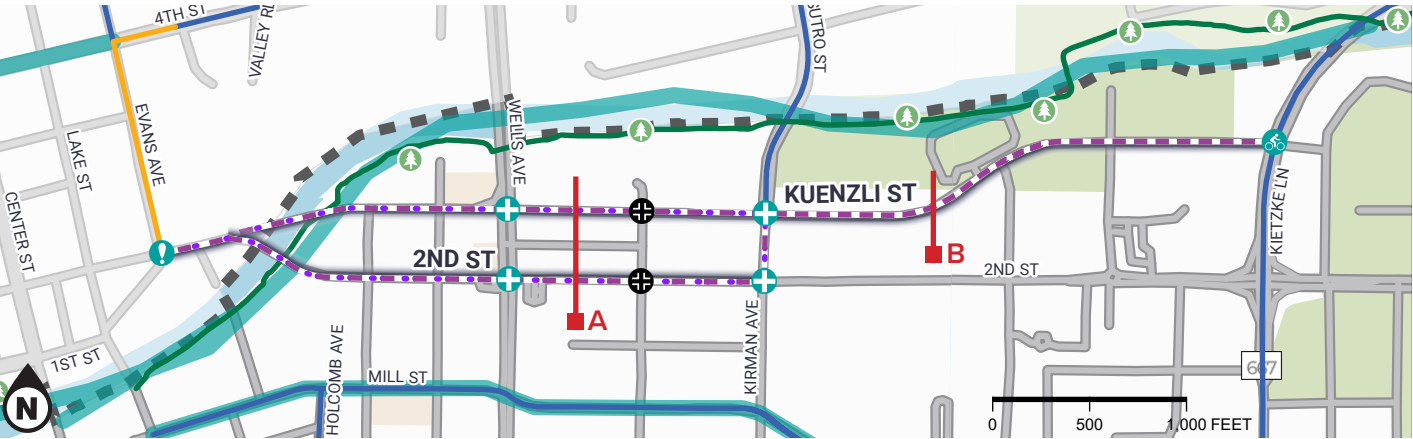 4TH ST
VALLEY RD
SUTRO ST
EVANS AVE
LAKE ST
WELLS AVE
CENTER ST
KUENZLI ST
KIETZKE LN
2ND ST
B
2ND ST
A
1ST ST
HOLCOMB AVE
MILL ST
KIRMAN AVE
667
N
0 500 1,000 FEET